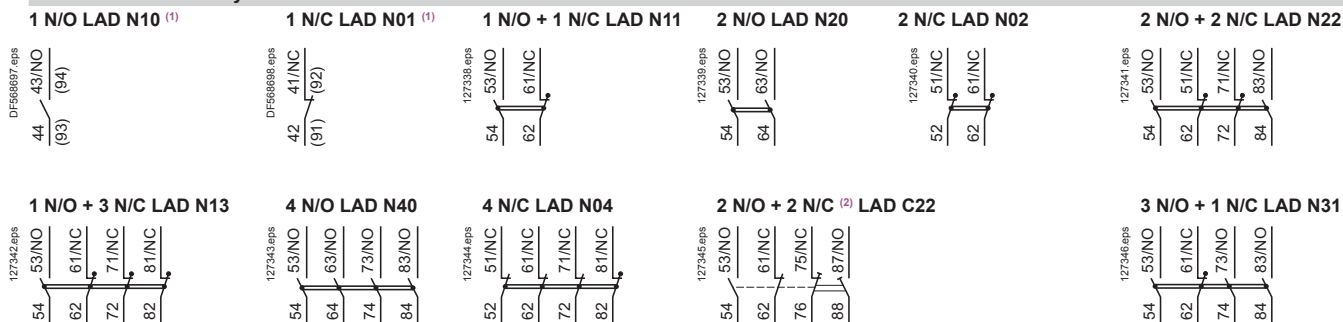 1 N/O LAD N10 (1)
1 N/C LAD N01 (1)
1 N/O + 1 N/C LAD N11
2 N/O LAD N20
2 N/C LAD N02
2 N/O + 2 N/C LAD N22
DF568697.eps
43/NO
(94)
44
(93)
DF568698.eps
41/NC
(92)
42
(91)
127338.eps
53/NO
61/NC
54
62
127339.eps
53/NO
63/NO
54
64
127340.eps
51/NC
61/NC
52
62
127341.eps
53/NO
51/NC
71/NC
83/NO
54
62
72
84
1 N/O + 3 N/C LAD N13
4 N/O LAD N40
4 N/C LAD N04
2 N/O + 2 N/C (2) LAD C22
3 N/O + 1 N/C LAD N31
127342.eps
53/NO
61/NC
71/NC
81/NC
54
62
72
82
127343.eps
53/NO
63/NO
73/NO
83/NO
54
64
74
84
127344.eps
51/NC
61/NC
71/NC
81/NC
52
62
72
82
127345.eps
53/NO
61/NC
75/NC
87/NO
54
62
76
88
127346.eps
53/NO
61/NC
73/NO
83/NO
54
62
74
84